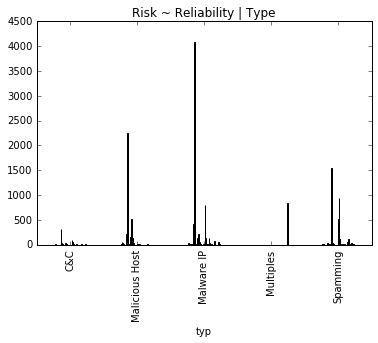 Risk ~ Reliability | Type
4500
4000
3500
3000
2500
2000
1500
1000
500
0
C&C
Malicious Host
Malware IP
Multiples
Spamming
typ